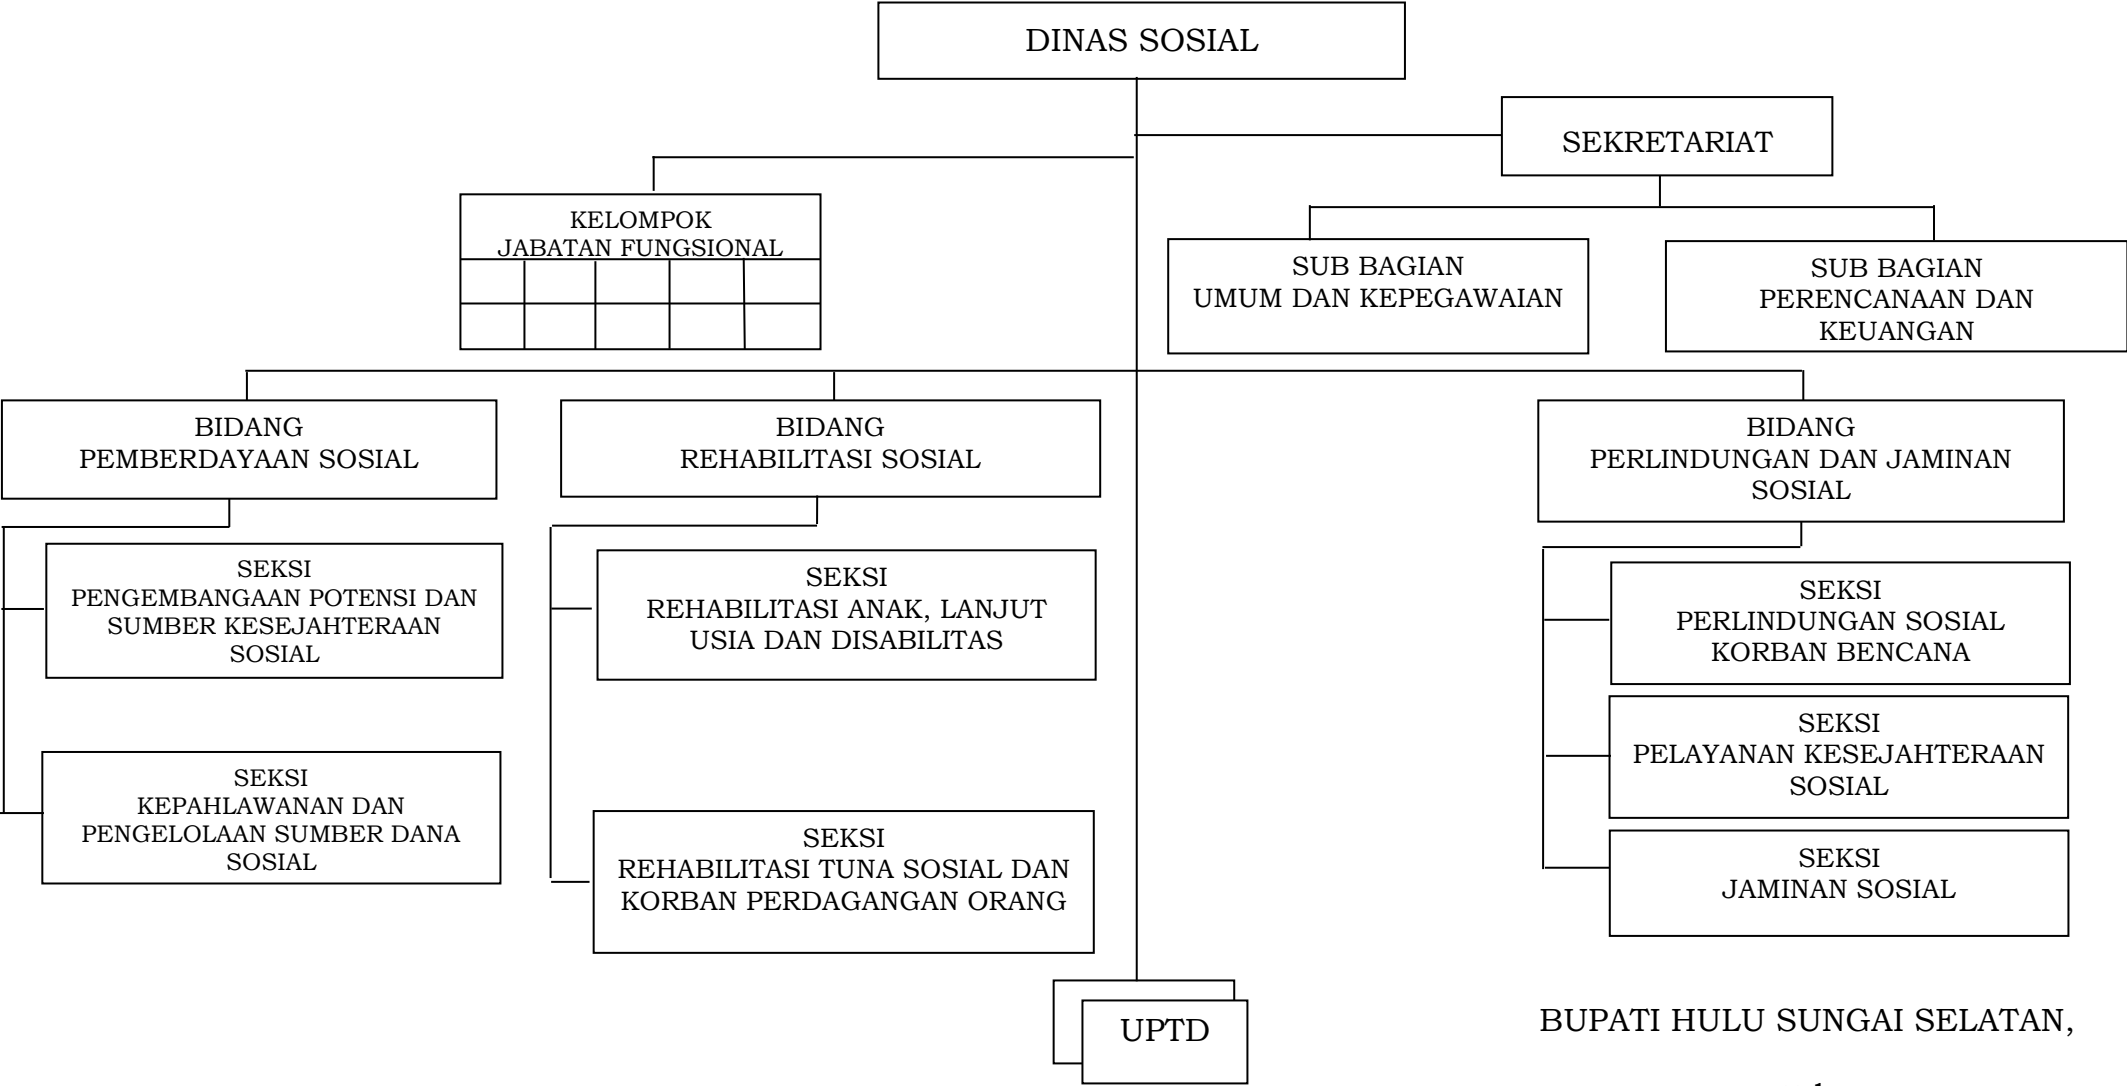 DINAS SOSIAL
SEKRETARIAT
KELOMPOK
JABATAN FUNGSIONAL
SUB BAGIAN
UMUM DAN KEPEGAWAIAN
SUB BAGIAN
PERENCANAAN DAN
KEUANGAN
BIDANG
PEMBERDAYAAN SOSIAL
BIDANG
REHABILITASI SOSIAL
BIDANG
PERLINDUNGAN DAN JAMINAN
SOSIAL
SEKSI
PENGEMBANGAAN POTENSI DAN
SUMBER KESEJAHTERAAN
SOSIAL
SEKSI
KEPAHLAWANAN DAN
PENGELOLAAN SUMBER DANA
SOSIAL
SEKSI
REHABILITASI ANAK, LANJUT
USIA DAN DISABILITAS
SEKSI
REHABILITASI TUNA SOSIAL DAN
KORBAN PERDAGANGAN ORANG
SEKSI
PERLINDUNGAN SOSIAL
KORBAN BENCANA
SEKSI
PELAYANAN KESEJAHTERAAN
SOSIAL
SEKSI
JAMINAN SOSIAL
UPTD
BUPATI HULU SUNGAI SELATAN,